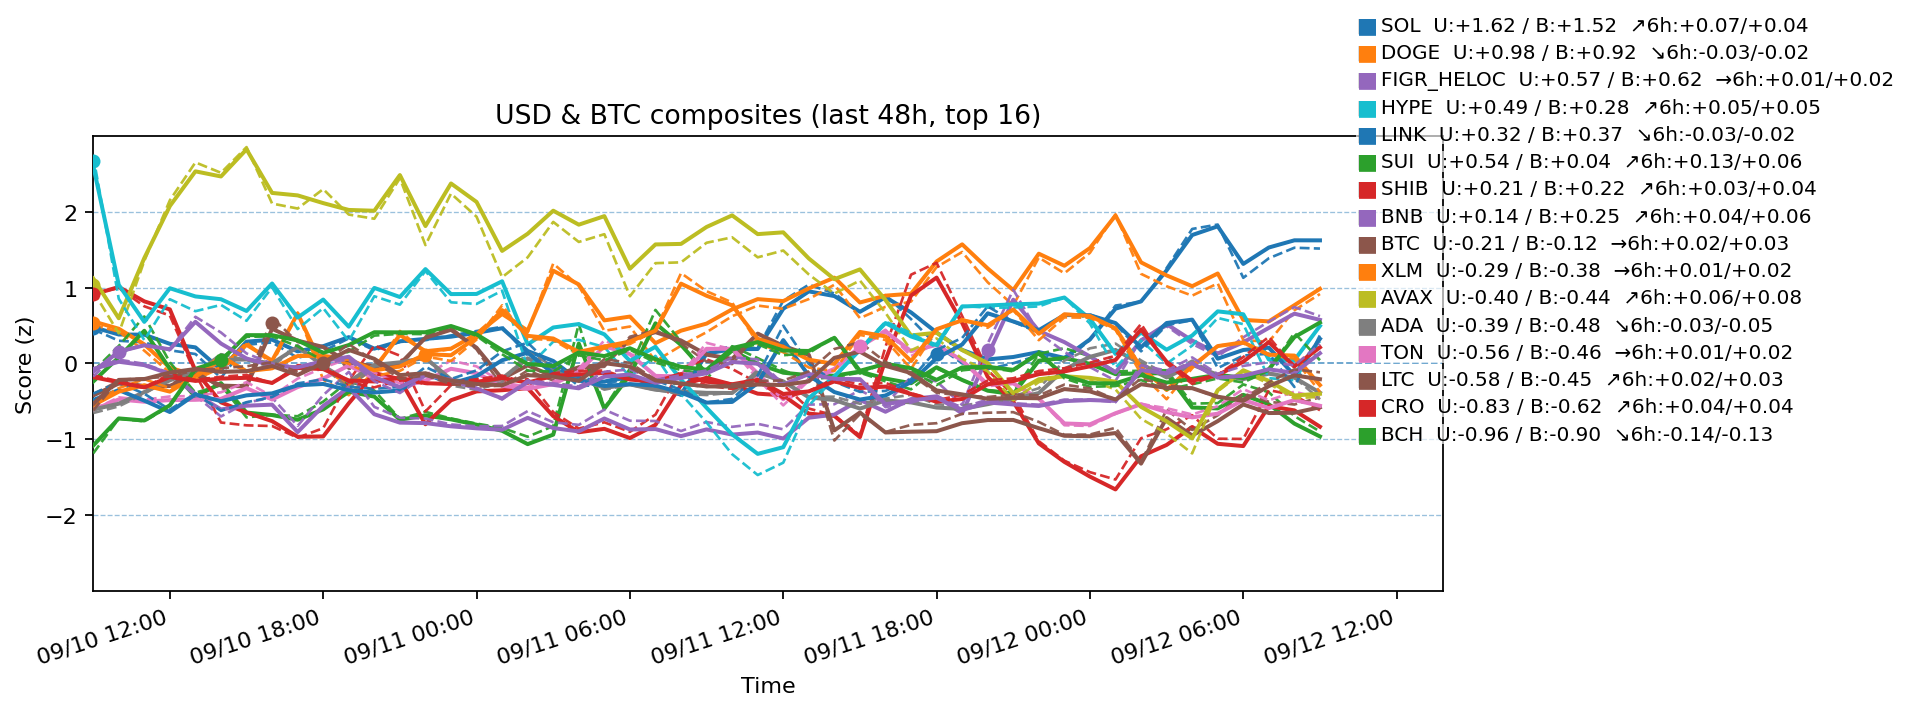 SOL  U:+1.62 / B:+1.52  ↗6h:+0.07/+0.04
DOGE  U:+0.98 / B:+0.92  ↘6h:-0.03/-0.02
FIGR_HELOC  U:+0.57 / B:+0.62  →6h:+0.01/+0.02
HYPE  U:+0.49 / B:+0.28  ↗6h:+0.05/+0.05
LINK  U:+0.32 / B:+0.37  ↘6h:-0.03/-0.02
SUI  U:+0.54 / B:+0.04  ↗6h:+0.13/+0.06
SHIB  U:+0.21 / B:+0.22  ↗6h:+0.03/+0.04
BNB  U:+0.14 / B:+0.25  ↗6h:+0.04/+0.06
BTC  U:-0.21 / B:-0.12  →6h:+0.02/+0.03
XLM  U:-0.29 / B:-0.38  →6h:+0.01/+0.02
AVAX  U:-0.40 / B:-0.44  ↗6h:+0.06/+0.08
ADA  U:-0.39 / B:-0.48  ↘6h:-0.03/-0.05
TON  U:-0.56 / B:-0.46  →6h:+0.01/+0.02
LTC  U:-0.58 / B:-0.45  ↗6h:+0.02/+0.03
CRO  U:-0.83 / B:-0.62  ↗6h:+0.04/+0.04
BCH  U:-0.96 / B:-0.90  ↘6h:-0.14/-0.13
USD & BTC composites (last 48h, top 16)
Score (z)
2
1
0
−1
−2
09/10 12:00
09/10 18:00
09/11 00:00
09/11 06:00
09/11 12:00
09/11 18:00
09/12 00:00
09/12 06:00
09/12 12:00
Time